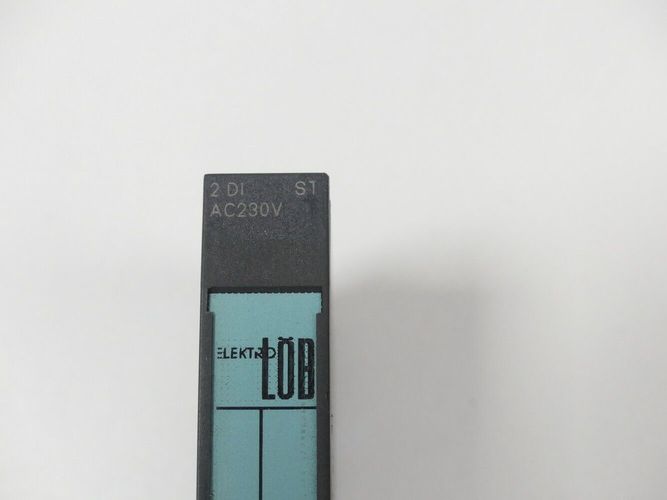 2 DI ST
AC230V
ELEKTRO
LÖB